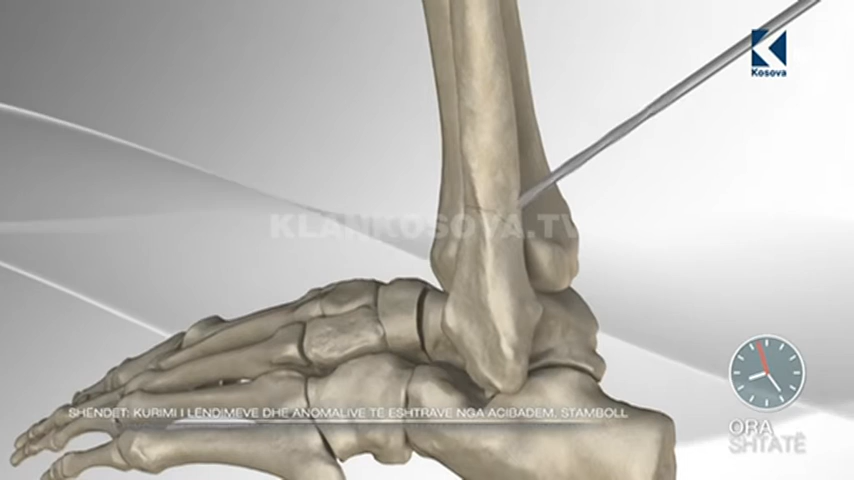 Kosova
KLANKOSOVA.TV
SHËNDET: KURIMI I LËNDIMEVE DHE ANOMALIVE TË ESHTRAVE NGA ACIBADEM, STAMBOLL
ORA
SHTATË